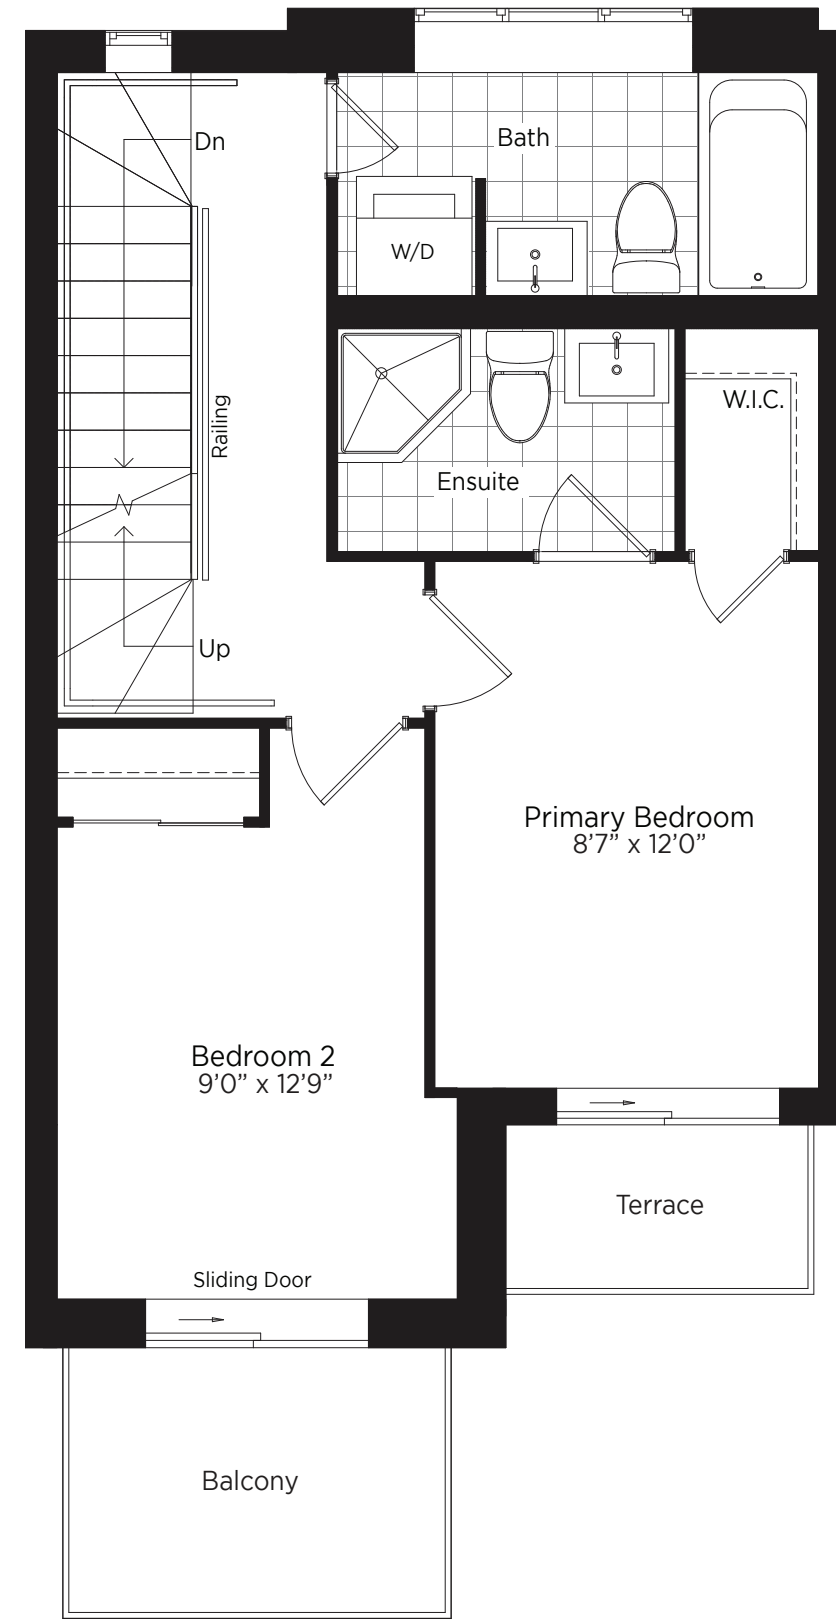 Dn
Bath
W/D
Railing
W.I.C.
Ensuite
Up
Primary Bedroom
8’7” x 12’0”
Bedroom 2
9’0” x 12’9”
Terrace
Sliding Door
Balcony